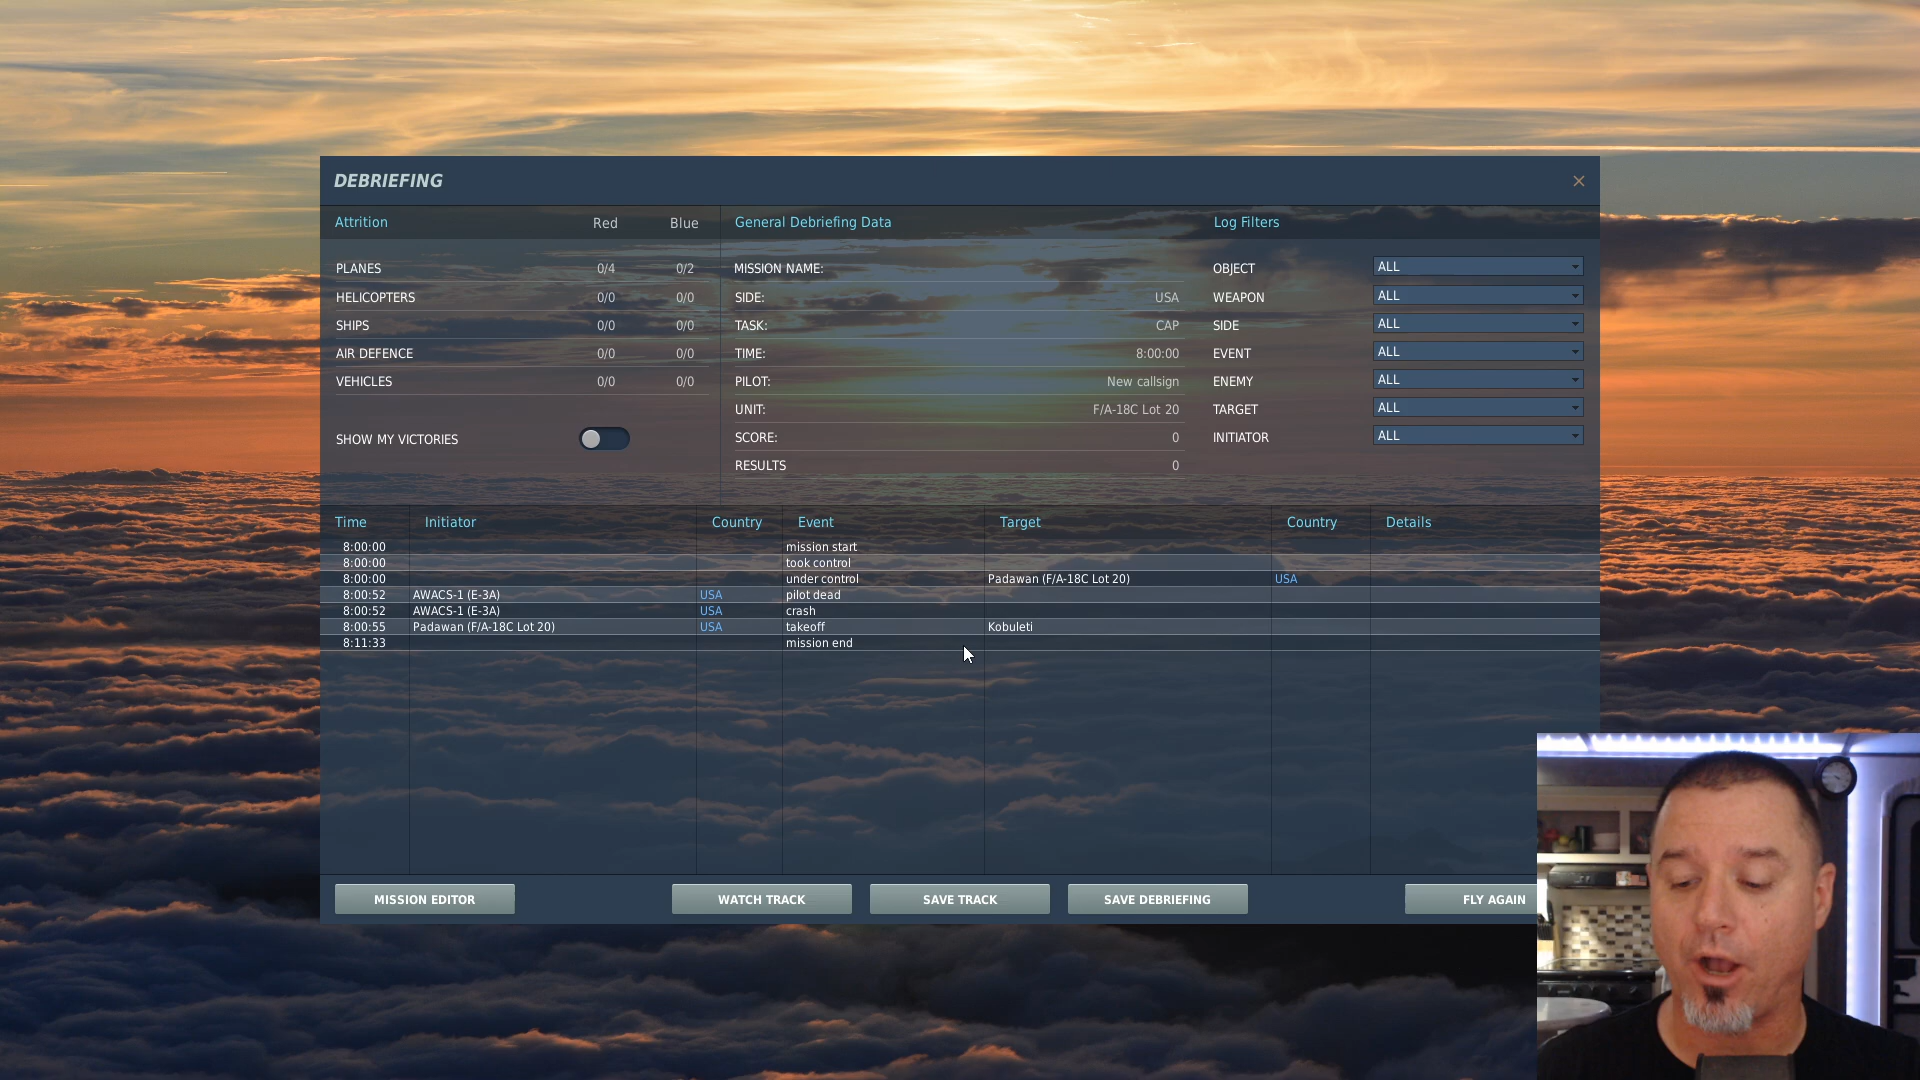 DEBRIEFING
Attrition Red Blue
PLANES 0/4 0/2
HELICOPTERS 0/0 0/0
SHIPS 0/0 0/0
AIR DEFENCE 0/0 0/0
VEHICLES 0/0 0/0
SHOW MY VICTORIES
General Debriefing Data
MISSION NAME:
SIDE: USA
TASK: CAP
TIME: 8:00:00
PILOT: New callsign
UNIT: F/A-18C Lot 20
SCORE: 0
RESULTS 0
Log Filters
OBJECT ALL
WEAPON ALL
SIDE ALL
EVENT ALL
ENEMY ALL
TARGET ALL
INITIATOR ALL
Time Initiator Country Event Target Country Details
8:00:00 mission start
8:00:00 took control
8:00:00 under control Padawan (F/A-18C Lot 20) USA
8:00:52 AWACS-1 (E-3A) USA pilot dead
8:00:52 AWACS-1 (E-3A) USA crash
8:00:55 Padawan (F/A-18C Lot 20) USA takeoff Kobuleti
8:11:33 mission end
MISSION EDITOR WATCH TRACK SAVE TRACK SAVE DEBRIEFING FLY AGAIN